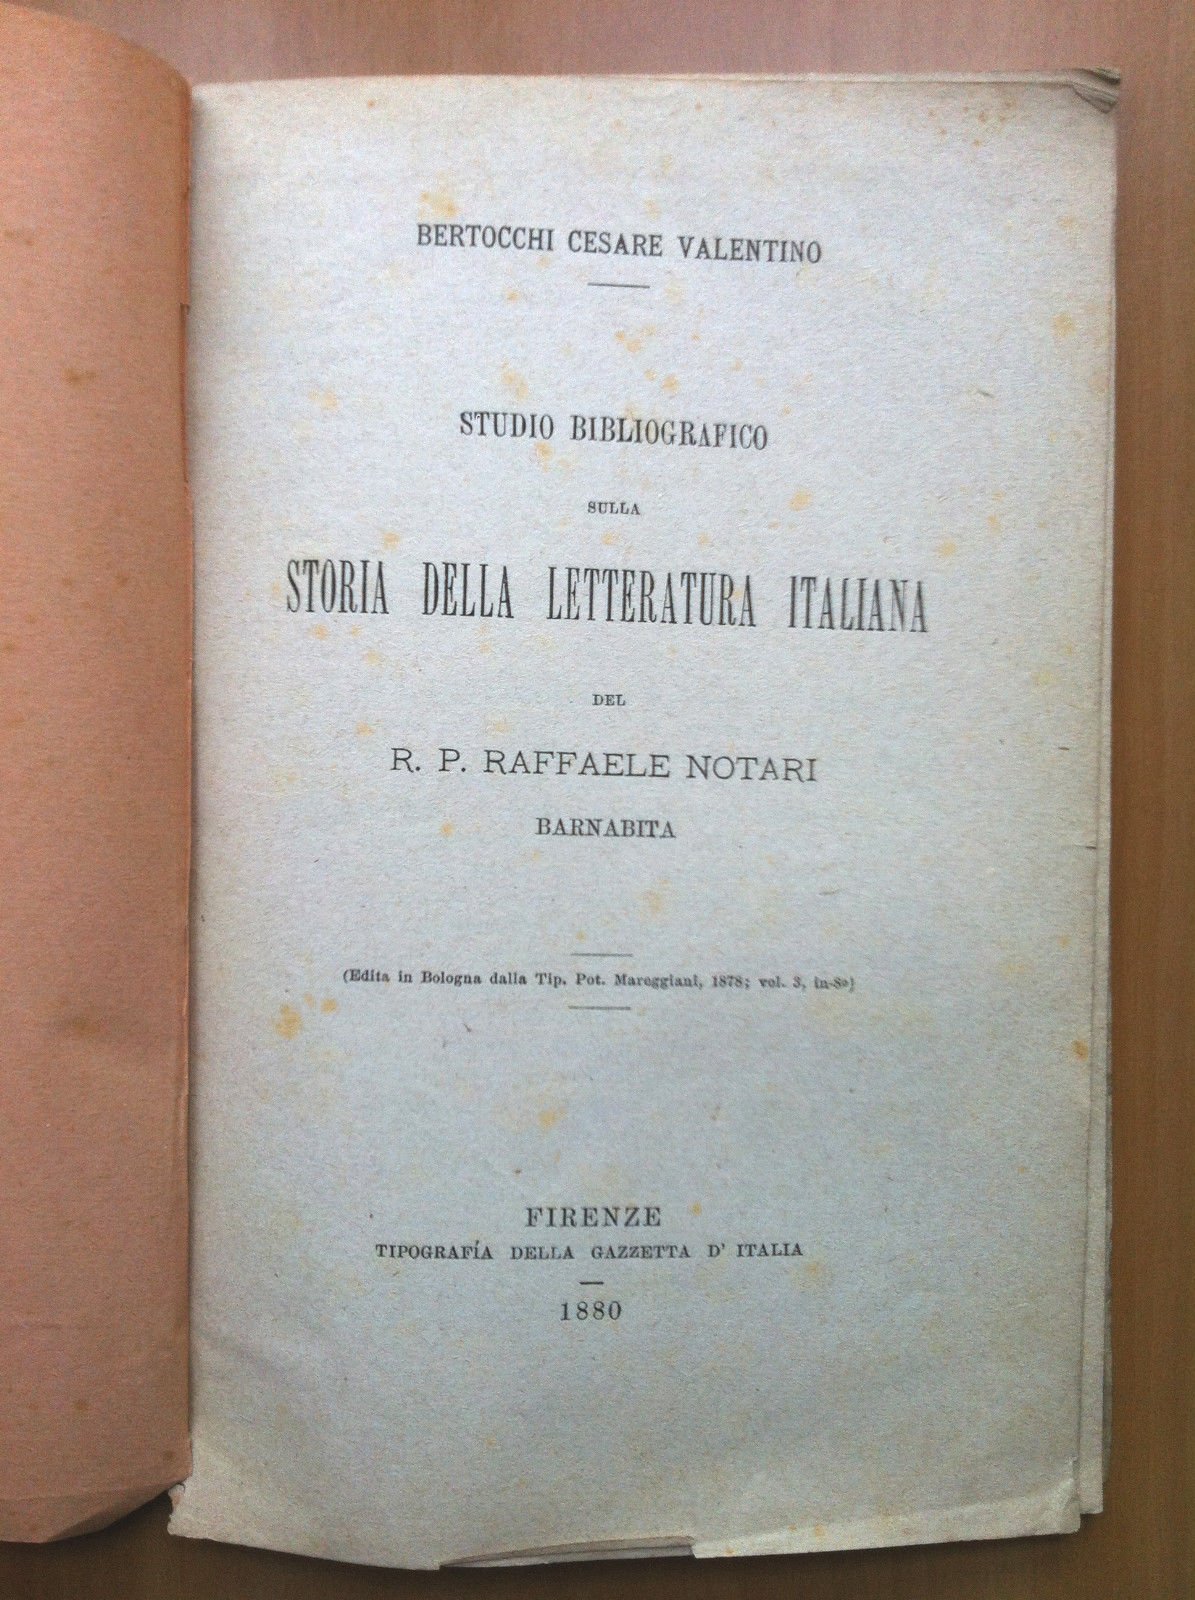 BERTOCCHI CESARE VALENTINO
STUDIO BIBLIOGRAFICO
SULLA
STORIA DELLA LETTERATURA ITALIANA
DEL
R. P. RAFFAELE NOTARI
BARNABITA
(Edita in Bologna dalla Tip. Pot. Mareggiani, 1878; vol. 3, in-8º)
FIRENZE
TIPOGRAFÍA DELLA GAZZETTA D' ITALIA
1880